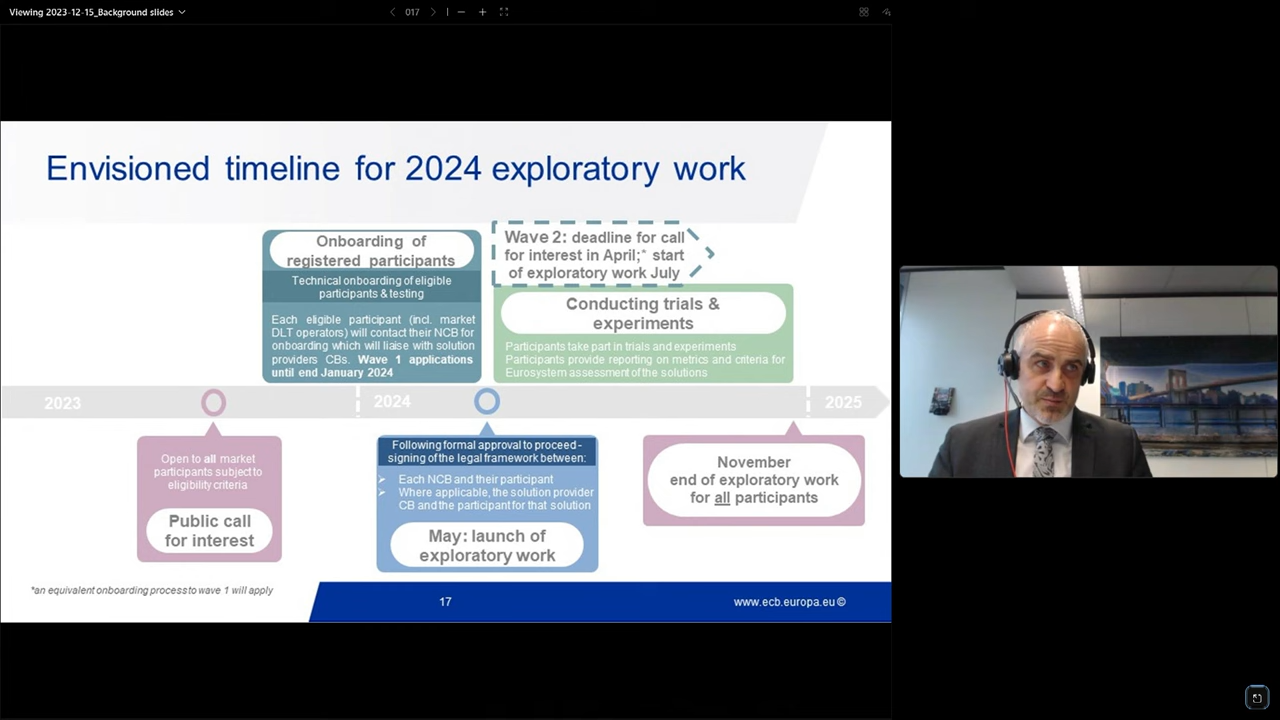 Viewing 2023-12-15_Background slides
017
Envisioned timeline for 2024 exploratory work
Onboarding of
registered participants
Technical onboarding of eligible
participants & testing
Each eligible participant (incl. market
DLT operators) will contact their NCB for
onboarding which will liaise with solution
providers CBs. Wave 1 applications
until end January 2024
Wave 2: deadline for call
for interest in April;* start
of exploratory work July
Conducting trials &
experiments
Participants take part in trials and experiments
Participants provide reporting on metrics and criteria for
Eurosystem assessment of the solutions
2023
2024
2025
Open to all market
participants subject to
eligibility criteria
Public call
for interest
Following formal approval to proceed -
signing of the legal framework between:
Each NCB and their participant
Where applicable, the solution provider
CB and the participant for that solution
May: launch of
exploratory work
November
end of exploratory work
for all participants
*an equivalent onboarding process to wave 1 will apply
17
www.ecb.europa.eu ©